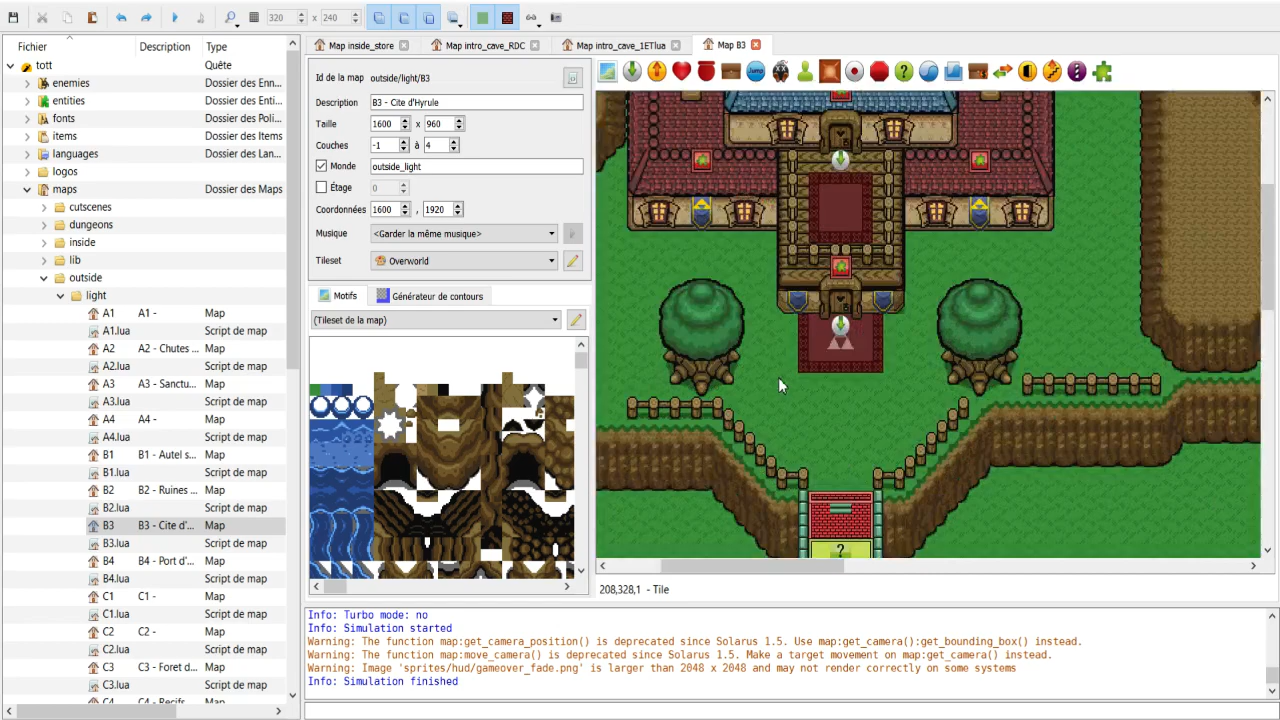 320 x 240
Fichier Description Type
tott Quête
enemies Dossier des Enn...
entities Dossier des Enti...
fonts Dossier des Poli...
items Dossier des Items
languages Dossier des Lan...
logos
maps Dossier des Maps
cutscenes
dungeons
inside
lib
outside
light
A1 A1 - Map
A1.lua Script de map
A2 A2 - Chutes ... Map
A2.lua Script de map
A3 A3 - Sanctu... Map
A3.lua Script de map
A4 A4 - Map
A4.lua Script de map
B1 B1 - Autel s... Map
B1.lua Script de map
B2 B2 - Ruines ... Map
B2.lua Script de map
B3 B3 - Cite d'... Map
B3.lua Script de map
B4 B4 - Port d'... Map
B4.lua Script de map
C1 C1 - Map
C1.lua Script de map
C2 C2 - Map
C2.lua Script de map
C3 C3 - Foret d... Map
C3.lua Script de map
C4 C4 - Recifs Map
Map inside_store Map intro_cave_RDC Map intro_cave_1ETlua Map B3
Id de la map outside/light/B3
Description B3 - Cite d'Hyrule
Taille 1600 x 960
Couches -1 à 4
Monde outside_light
Étage 0
Coordonnées 1600 , 1920
Musique <Garder la même musique>
Tileset Overworld
Motifs Générateur de contours
(Tileset de la map)
Jump
?
?
?
208,328,1 - Tile
Info: Turbo mode: no
Info: Simulation started
Warning: The function map:get_camera_position() is deprecated since Solarus 1.5. Use map:get_camera():get_bounding_box() instead.
Warning: The function map:move_camera() is deprecated since Solarus 1.5. Make a target movement on map:get_camera() instead.
Warning: Image 'sprites/hud/gameover_fade.png' is larger than 2048 x 2048 and may not render correctly on some systems
Info: Simulation finished